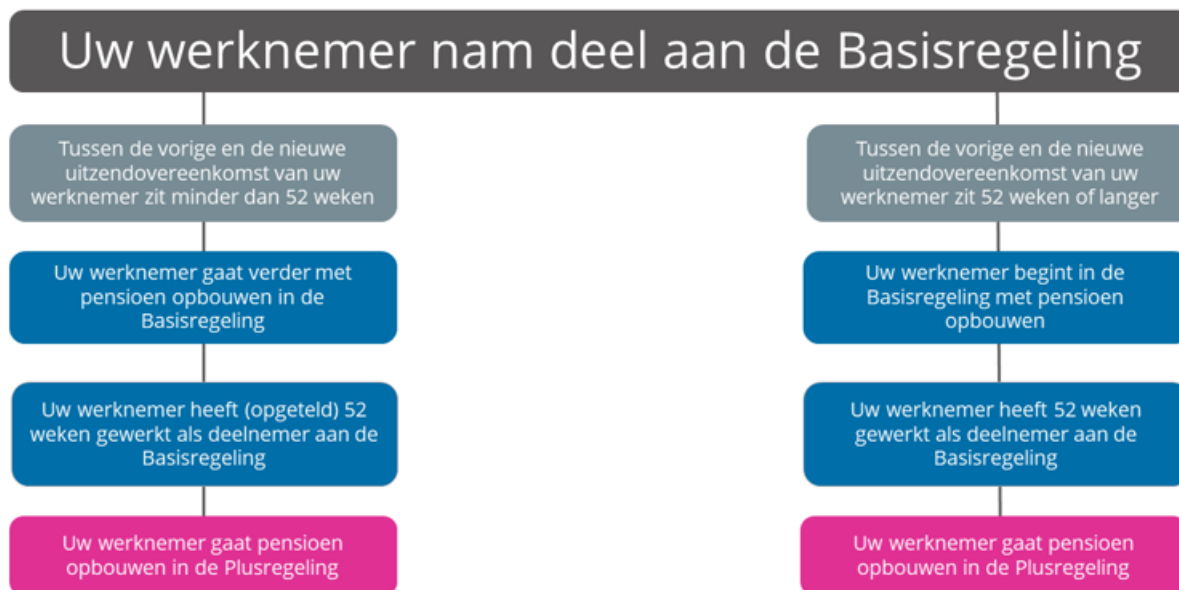 Uw werknemer nam deel aan de Basisregeling
Tussen de vorige en de nieuwe
uitzendovereenkomst van uw
werknemer zit minder dan 52 weken
Uw werknemer gaat verder met
pensioen opbouwen in de
Basisregeling
Uw werknemer heeft (opgeteld) 52
weken gewerkt als deelnemer aan de
Basisregeling
Uw werknemer gaat pensioen
opbouwen in de Plusregeling
Tussen de vorige en de nieuwe
uitzendovereenkomst van uw
werknemer zit 52 weken of langer
Uw werknemer begint in de
Basisregeling met pensioen
opbouwen
Uw werknemer heeft 52 weken
gewerkt als deelnemer aan de
Basisregeling
Uw werknemer gaat pensioen
opbouwen in de Plusregeling